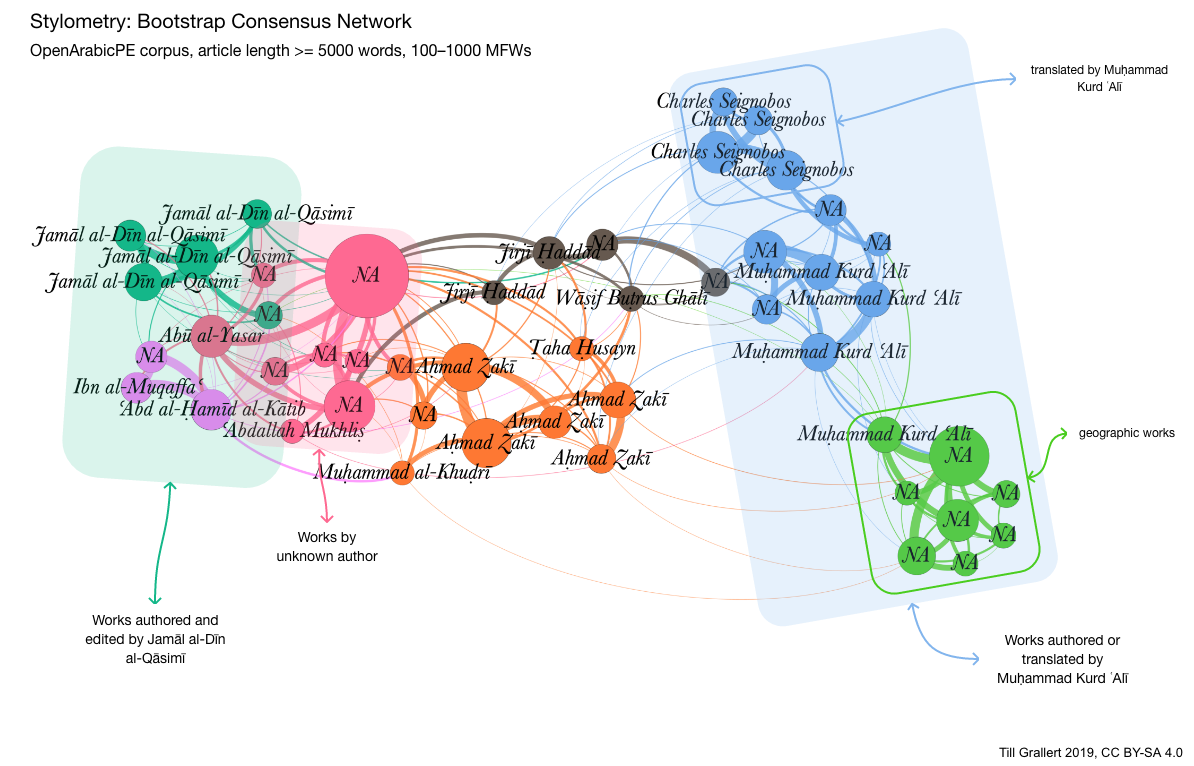 Stylometry: Bootstrap Consensus Network
OpenArabicPE corpus, article length >= 5000 words, 100–1000 MFWs
translated by Muḥammad
Kurd ʿAlī
Charles Seignobos
Charles Seignobos
Charles Seignobos
Charles Seignobos
NA
Jamāl al-Dīn al-Qāsimī
Jamāl al-Dīn al-Qāsimī
Jamāl al-Dīn al-Qāsimī
Jamāl al-Dīn al-Qāsimī
NA
NA
NA
Jirjī Haddād
NA
NA
NA
Muḥammad Kurd ʿAlī
NA
Jirjī Haddād
Wāṣif Butrus Ghālī
Muḥammad Kurd ʿAlī
NA
NA
Abū al-Yasar
Taha Husayn
Muḥammad Kurd ʿAlī
NA
NA
NA
NA
NA
Aḥmad Zakī
Ibn al-Muqaffaʿ
ʿAbd al-Ḥamīd al-Kātib
NA
NA
Aḥmad Zakī
Aḥmad Zakī
ʿAbdallāh Mukhliṣ
Aḥmad Zakī
Aḥmad Zakī
Muḥammad al-Khuḍrī
Muḥammad Kurd ʿAlī
geographic works
NA
NA
NA
NA
NA
NA
NA
Works by
unknown author
Works authored and
edited by Jamāl al-Dīn
al-Qāsimī
Works authored or
translated by
Muḥammad Kurd ʿAlī
Till Grallert 2019, CC BY-SA 4.0